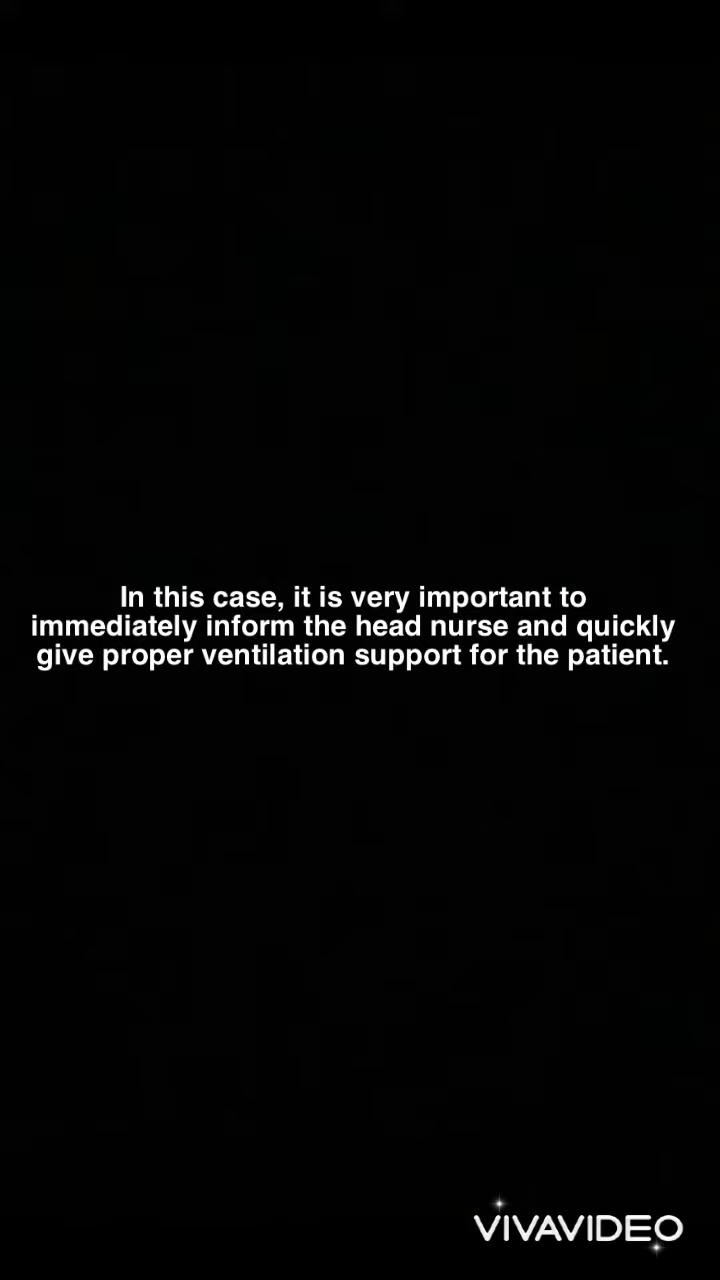 In this case, it is very important to
immediately inform the head nurse and quickly
give proper ventilation support for the patient.
VIVAVIDEO